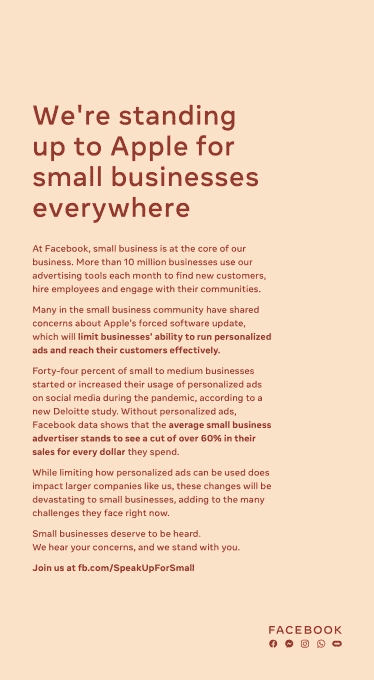 We're standing
up to Apple for
small businesses
everywhere
At Facebook, small business is at the core of our
business. More than 10 million businesses use our
advertising tools each month to find new customers,
hire employees and engage with their communities.
Many in the small business community have shared
concerns about Apple's forced software update,
which will limit businesses' ability to run personalized
ads and reach their customers effectively.
Forty-four percent of small to medium businesses
started or increased their usage of personalized ads
on social media during the pandemic, according to a
new Deloitte study. Without personalized ads,
Facebook data shows that the average small business
advertiser stands to see a cut of over 60% in their
sales for every dollar they spend.
While limiting how personalized ads can be used does
impact larger companies like us, these changes will be
devastating to small businesses, adding to the many
challenges they face right now.
Small businesses deserve to be heard.
We hear your concerns, and we stand with you.
Join us at fb.com/SpeakUpForSmall
FACEBOOK